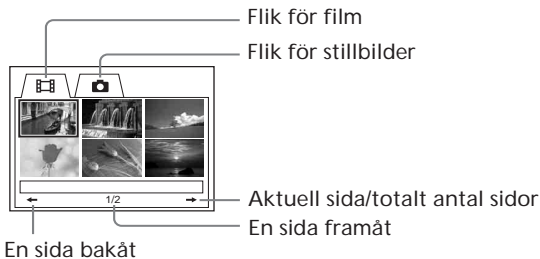 Flik för film
Flik för stillbilder
1/2
Aktuell sida/totalt antal sidor
En sida framåt
En sida bakåt